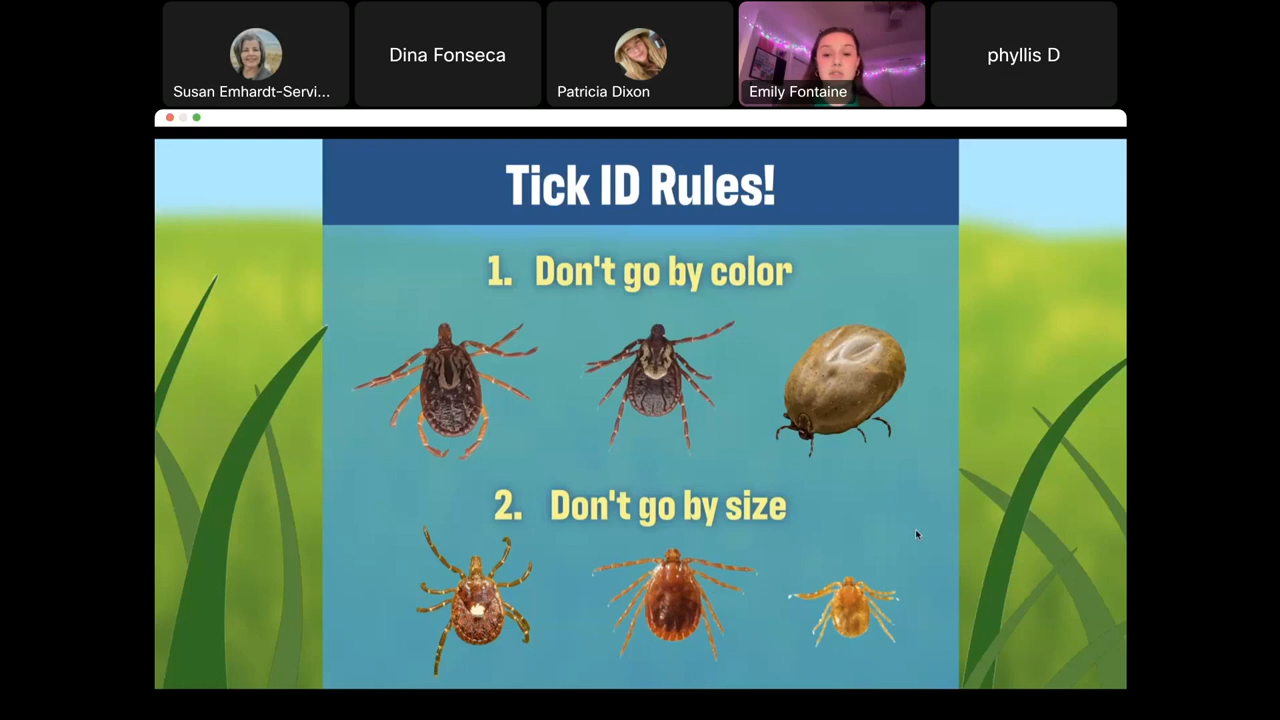 Susan Emhardt-Servi...
Dina Fonseca
Patricia Dixon
Emily Fontaine
phyllis D
Tick ID Rules!
1. Don't go by color
2. Don't go by size